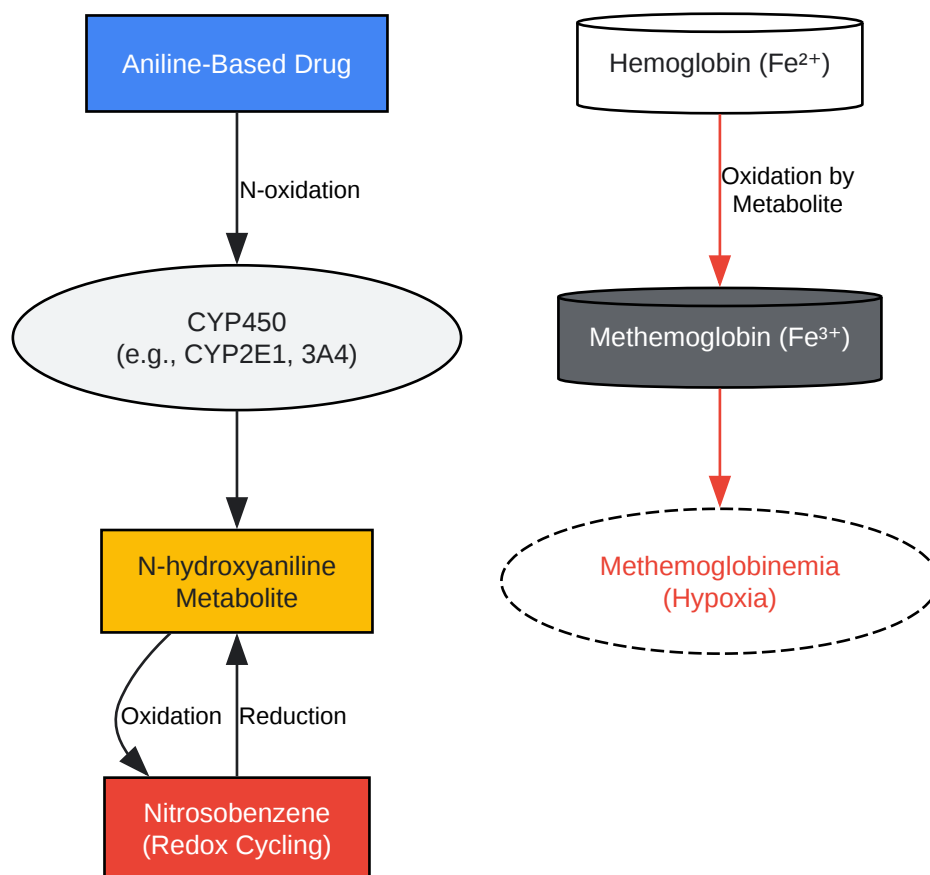 Aniline-Based Drug
N-oxidation
CYP450
(e.g., CYP2E1, 3A4)
N-hydroxyaniline
Metabolite
Oxidation
Reduction
Nitrosobenzene
(Redox Cycling)
Hemoglobin (Fe²⁺)
Oxidation by
Metabolite
Methemoglobin (Fe³⁺)
Methemoglobinemia
(Hypoxia)